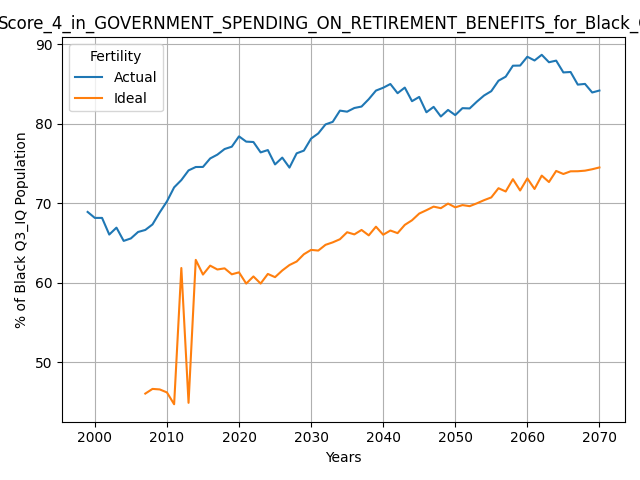 Score_4_in_GOVERNMENT_SPENDING_ON_RETIREMENT_BENEFITS_for_Black_
Fertility
Actual
Ideal
90
80
70
60
50
% of Black Q3_IQ Population
2000 2010 2020 2030 2040 2050 2060 2070
Years